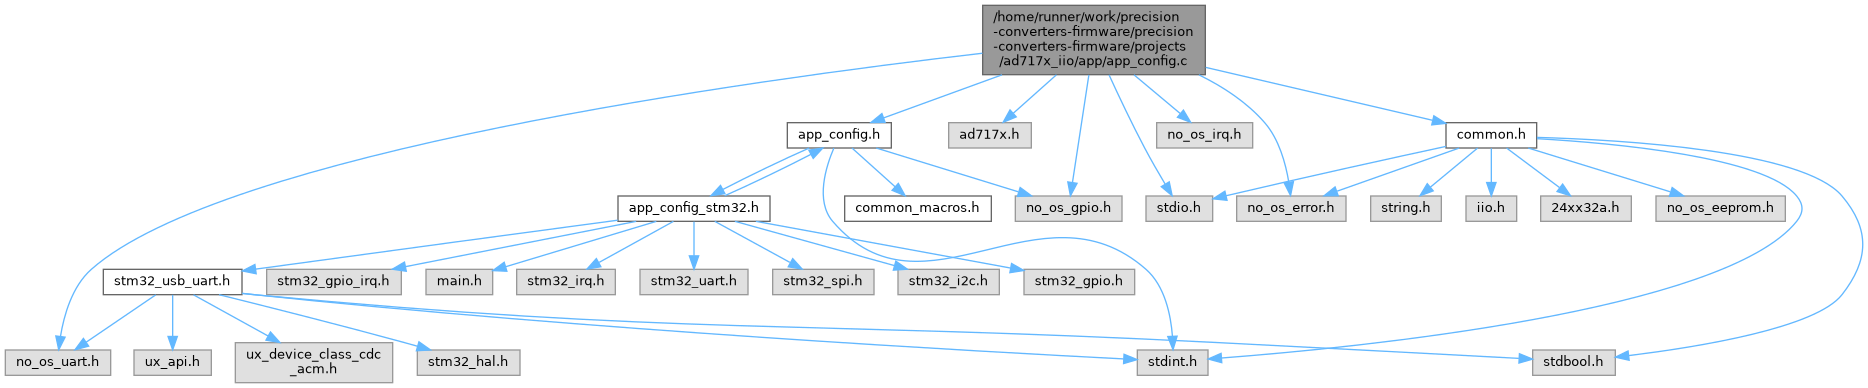 /home/runner/work/precision
-converters-firmware/precision
-converters-firmware/projects
/ad717x_iio/app/app_config.c
app_config.h
ad717x.h
no_os_irq.h
common.h
app_config_stm32.h
common_macros.h
no_os_gpio.h
stdio.h
no_os_error.h
string.h
iio.h
24xx32a.h
no_os_eeprom.h
stm32_usb_uart.h
stm32_gpio_irq.h
main.h
stm32_irq.h
stm32_uart.h
stm32_spi.h
stm32_i2c.h
stm32_gpio.h
no_os_uart.h
ux_api.h
ux_device_class_cdc
_acm.h
stm32_hal.h
stdint.h
stdbool.h